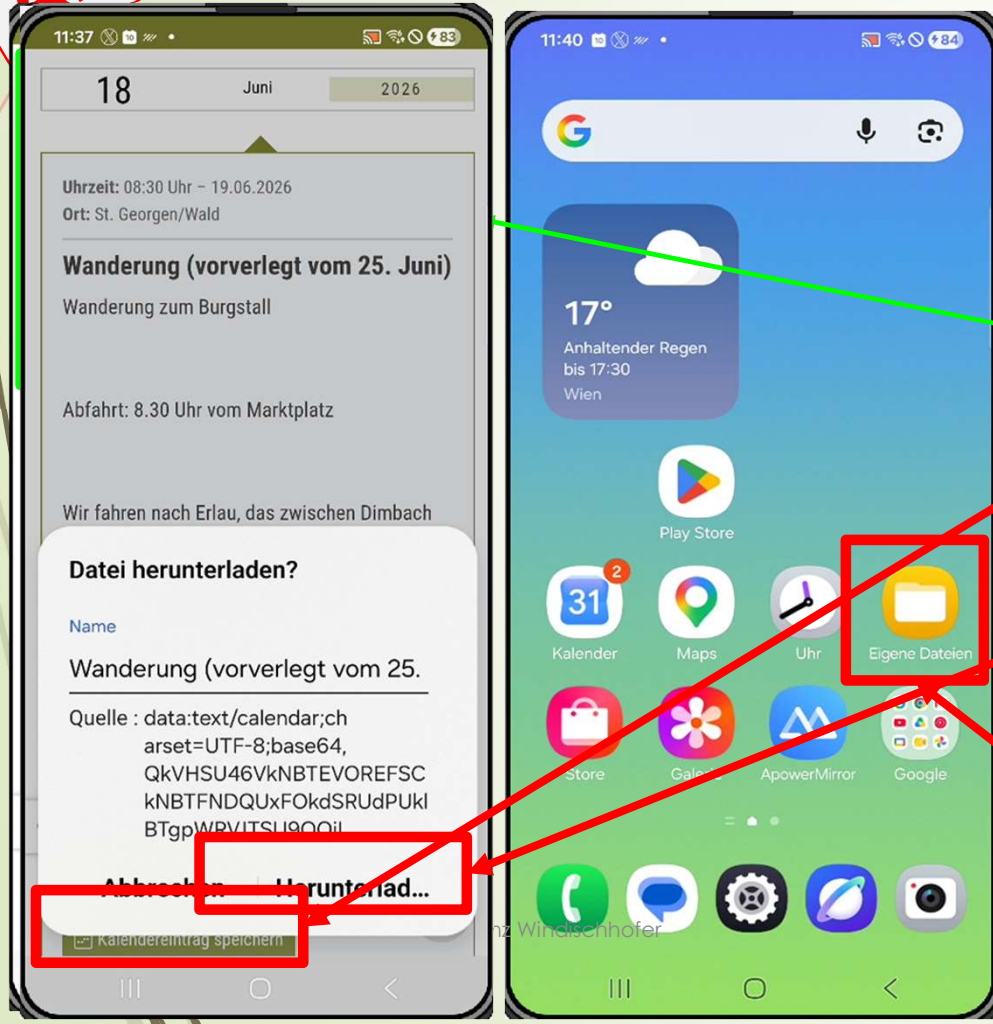 11:37
83
18 Juni 2026
Uhrzeit: 08:30 Uhr – 19.06.2026
Ort: St. Georgen/Wald
Wanderung (vorverlegt vom 25. Juni)
Wanderung zum Burgstall
Abfahrt: 8.30 Uhr vom Marktplatz
Wir fahren nach Erlau, das zwischen Dimbach
Datei herunterladen?
Name
Wanderung (vorverlegt vom 25.
Quelle : data:text/calendar;ch
arset=UTF-8;base64,
QkVHSU46VkNBTEVOREFSC
kNBTFNDQUxFOkdSRUdPUkl
Abbrechen Herunterlad...
Kalendereintrag speichern
11:40
84
17°
Anhaltender Regen
bis 17:30
Wien
Play Store
2
31
Kalender Maps Uhr Eigene Dateien
Store Galerie ApowerMirror Google
Windischhofer